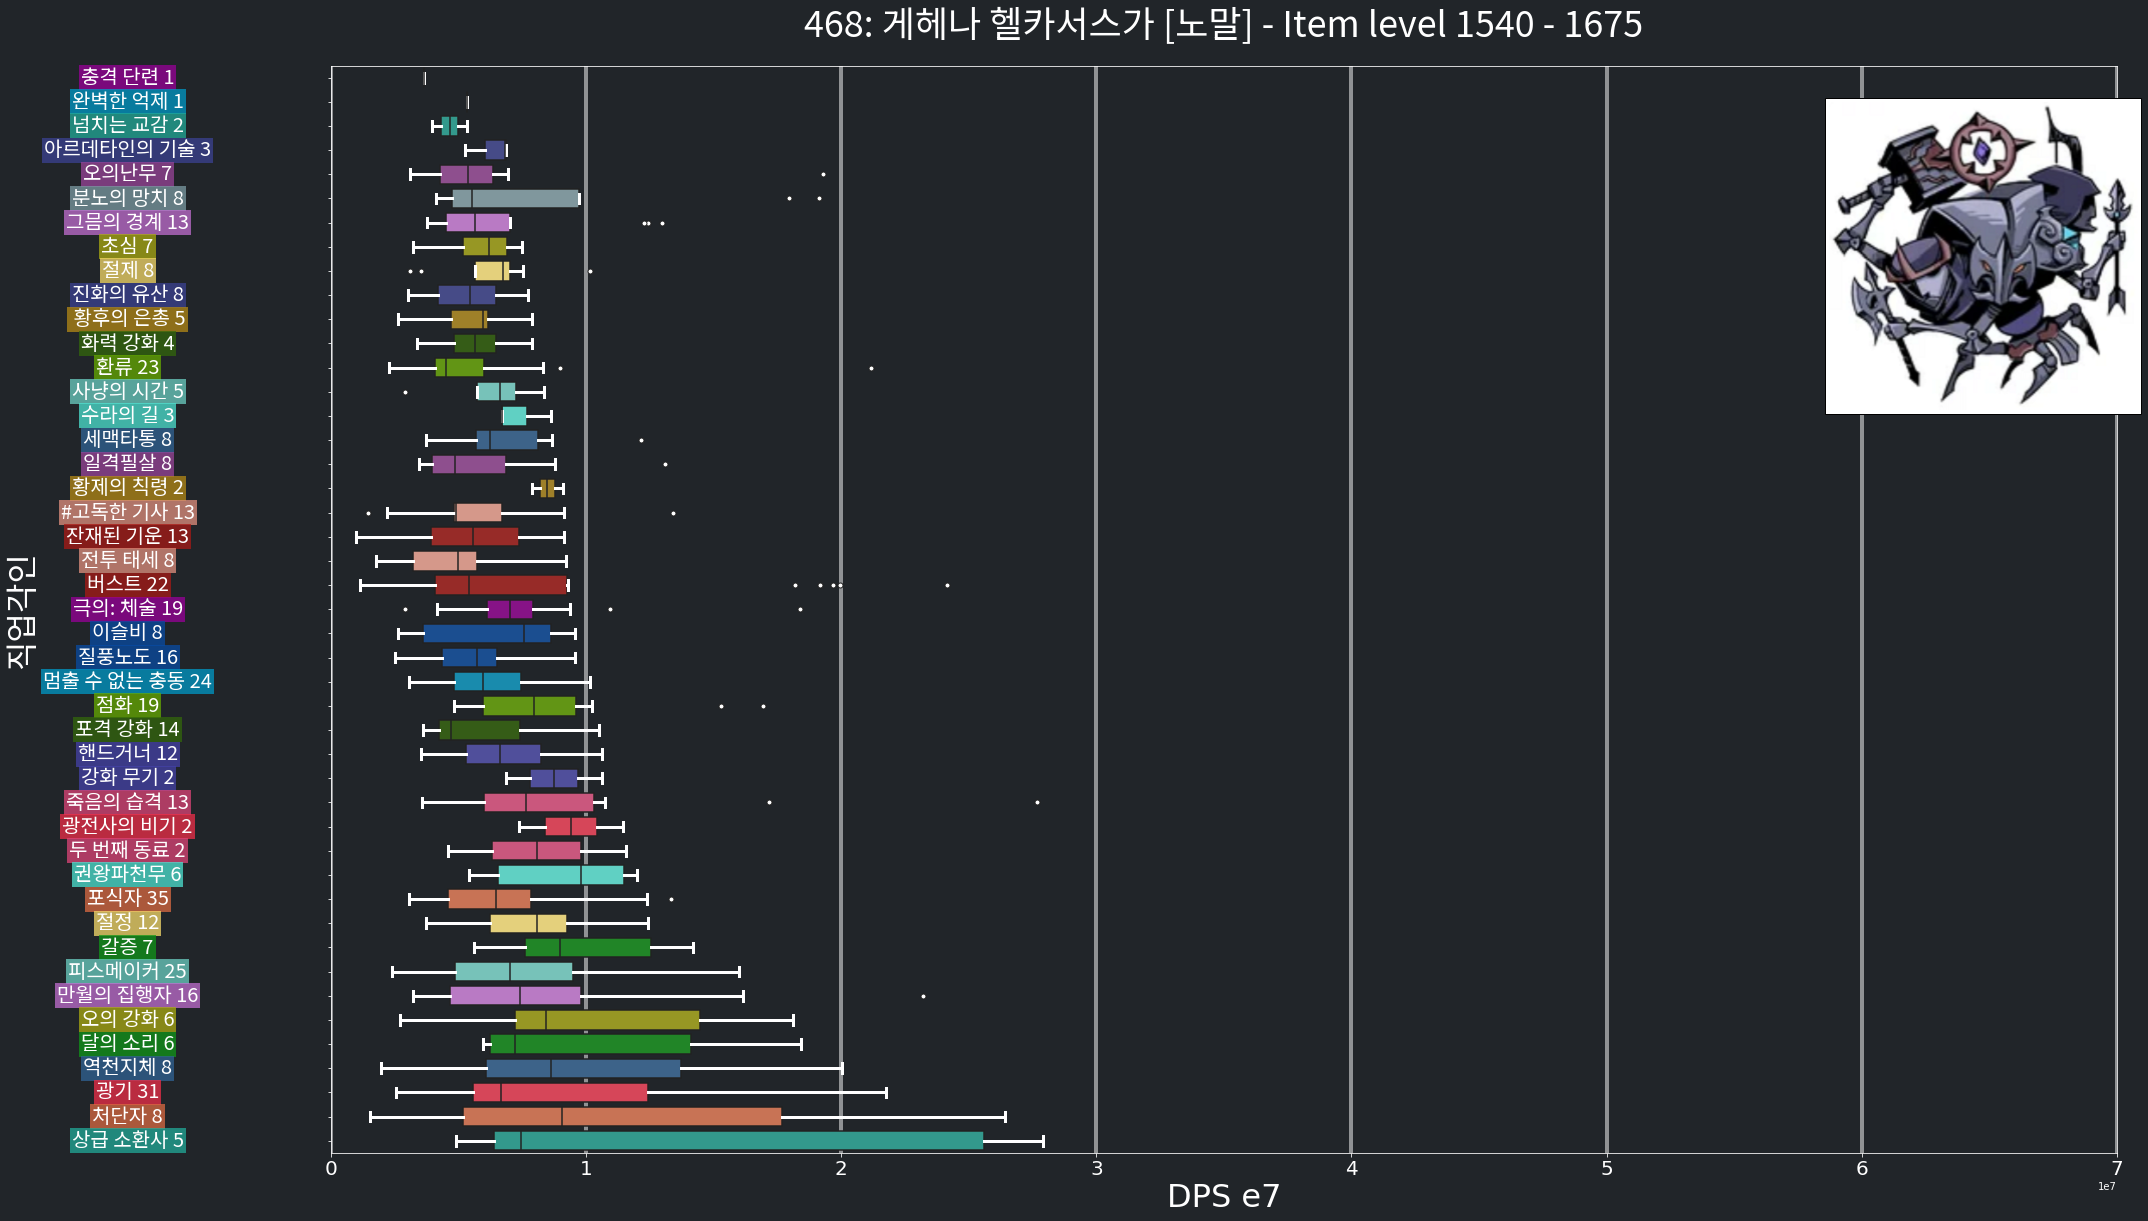 468: 게헤나 헬카서스가 [노말] - Item level 1540 - 1675
직업각인
충격 단련 1
완벽한 억제 1
넘치는 교감 2
아르데타인의 기술 3
오의난무 7
분노의 망치 8
그믐의 경계 13
초심 7
절제 8
진화의 유산 8
황후의 은총 5
화력 강화 4
환류 23
사냥의 시간 5
수라의 길 3
세맥타통 8
일격필살 8
황제의 칙령 2
#고독한 기사 13
잔재된 기운 13
전투 태세 8
버스트 22
극의: 체술 19
이슬비 8
질풍노도 16
멈출 수 없는 충동 24
점화 19
포격 강화 14
핸드거너 12
강화 무기 2
죽음의 습격 13
광전사의 비기 2
두 번째 동료 2
권왕파천무 6
포식자 35
절정 12
갈증 7
피스메이커 25
만월의 집행자 16
오의 강화 6
달의 소리 6
역천지체 8
광기 31
처단자 8
상급 소환사 5
0 1 2 3 4 5 6 7
1e7
DPS e7